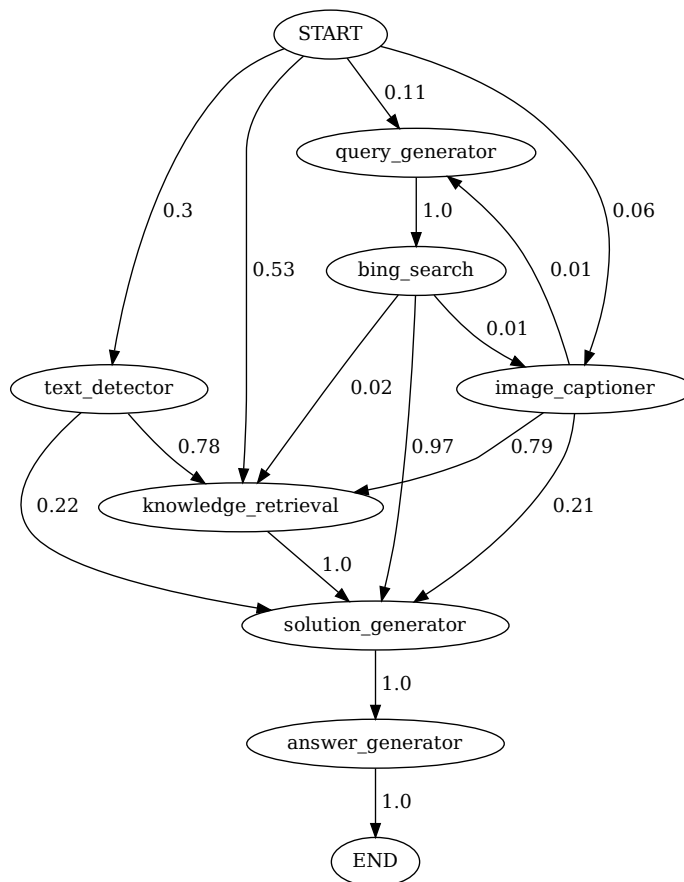 START
0.11
query_generator
0.3
0.06
1.0
0.53
bing_search
0.01
0.01
text_detector
image_captioner
0.02
0.78
0.97
0.79
0.22
knowledge_retrieval
0.21
1.0
solution_generator
1.0
answer_generator
1.0
END